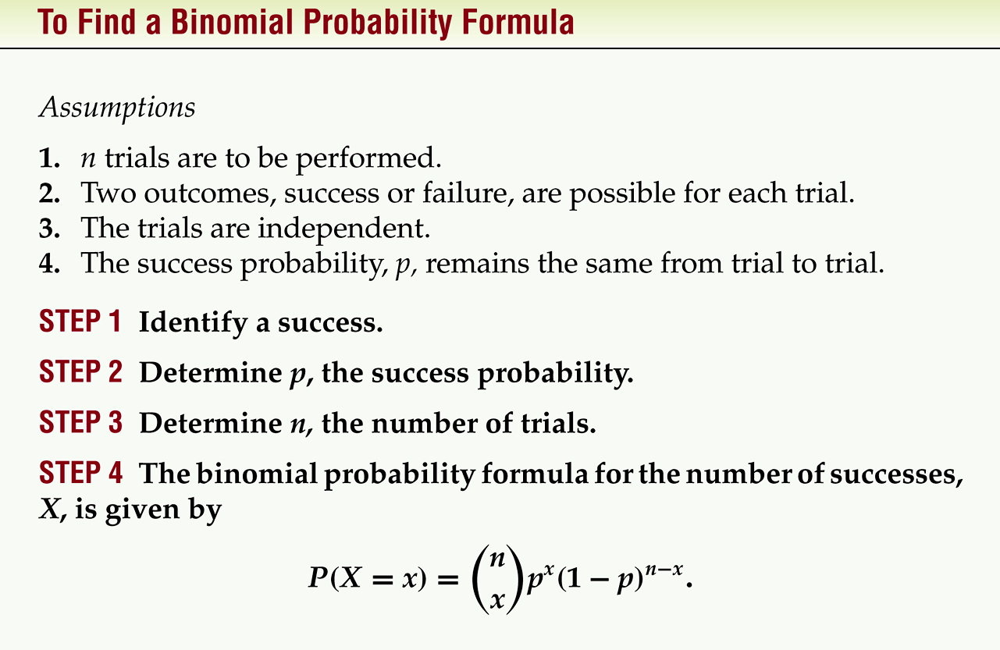 To Find a Binomial Probability Formula
Assumptions
1. n trials are to be performed.
2. Two outcomes, success or failure, are possible for each trial.
3. The trials are independent.
4. The success probability, p, remains the same from trial to trial.
STEP 1 Identify a success.
STEP 2 Determine p, the success probability.
STEP 3 Determine n, the number of trials.
STEP 4 The binomial probability formula for the number of successes,
X, is given by
P(X = x) = (n x) p^x (1 − p)^{n−x}.